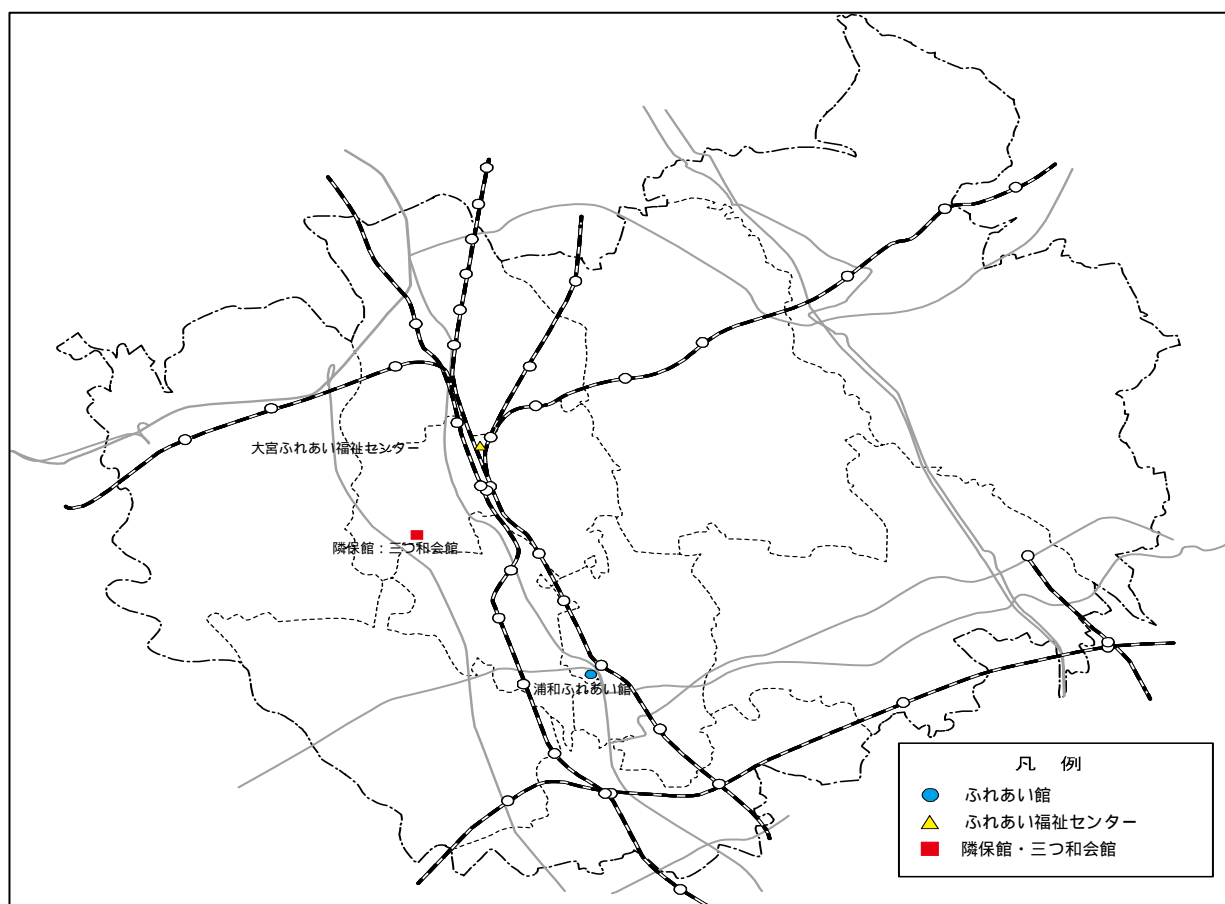 大宮ふれあい福祉センター
隣保館：三つ和会館
浦和ふれあい館
凡　例
ふれあい館
ふれあい福祉センター
隣保館・三つ和会館